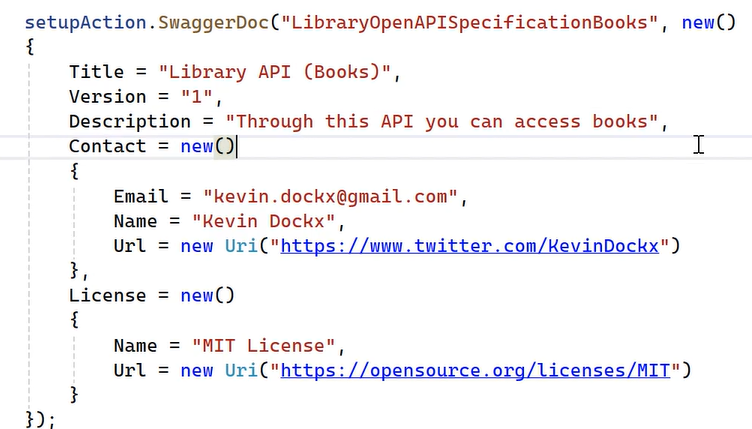 setupAction.SwaggerDoc("LibraryOpenAPISpecificationBooks", new()
{
    Title = "Library API (Books)",
    Version = "1",
    Description = "Through this API you can access books",
    Contact = new()
    {
        Email = "kevin.dockx@gmail.com",
        Name = "Kevin Dockx",
        Url = new Uri("https://www.twitter.com/KevinDockx")
    },
    License = new()
    {
        Name = "MIT License",
        Url = new Uri("https://opensource.org/licenses/MIT")
    }
});